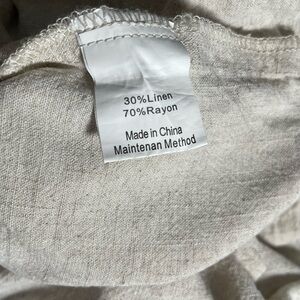 30%Linen
70%Rayon
Made in China
Maintenan Method